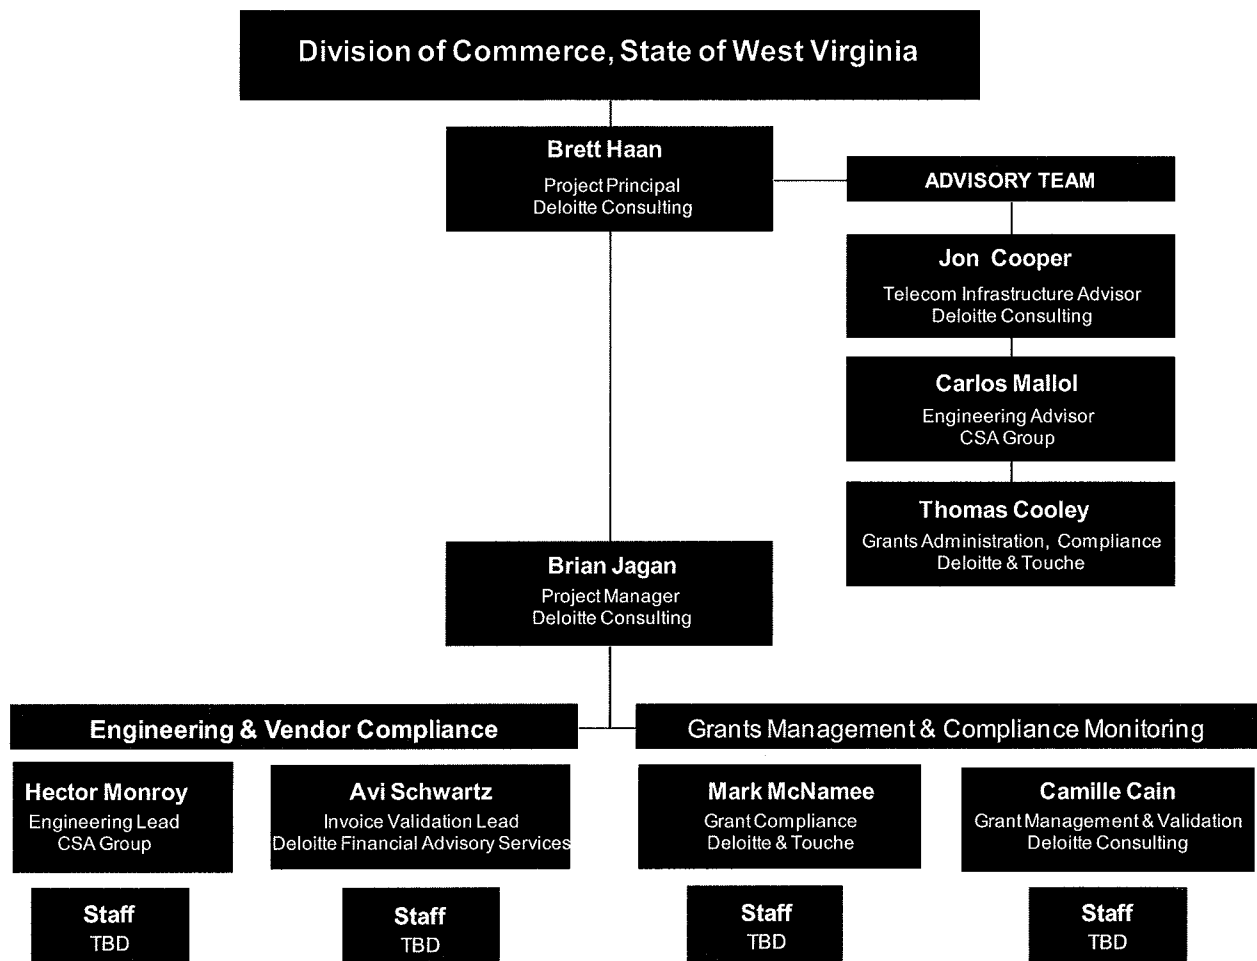 Division of Commerce, State of West Virginia
Brett Haan
Project Principal
Deloitte Consulting
ADVISORY TEAM
Jon Cooper
Telecom Infrastructure Advisor
Deloitte Consulting
Carlos Mallol
Engineering Advisor
CSA Group
Thomas Cooley
Grants Administration, Compliance
Deloitte & Touche
Brian Jagan
Project Manager
Deloitte Consulting
Engineering & Vendor Compliance
Hector Monroy
Engineering Lead
CSA Group
Staff
TBD
Avi Schwartz
Invoice Validation Lead
Deloitte Financial Advisory Services
Staff
TBD
Grants Management & Compliance Monitoring
Mark McNamee
Grant Compliance
Deloitte & Touche
Staff
TBD
Camille Cain
Grant Management & Validation
Deloitte Consulting
Staff
TBD